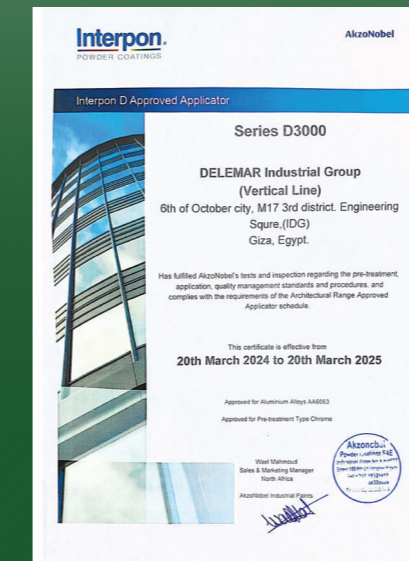 Interpon.
POWDER COATINGS
AkzoNobel
Interpon D Approved Applicator
Series D3000
DELEMAR Industrial Group
(Vertical Line)
6th of October city, M17 3rd district. Engineering
Squre,(IDG)
Giza, Egypt.
Has fulfilled AkzoNobel's tests and inspection regarding the pre-treatment,
application, quality management standards and procedures, and
complies with the requirements of the Architectural Range Approved
Applicator schedule.
This certificate is effective from
20th March 2024 to 20th March 2025
Approved for Aluminium Alloys AA6063
Approved for Pre-treatment Type Chrome
Wael Mahmoud
Sales & Marketing Manager
North Africa
AkzoNobel Industrial Paints
Powder Coatings